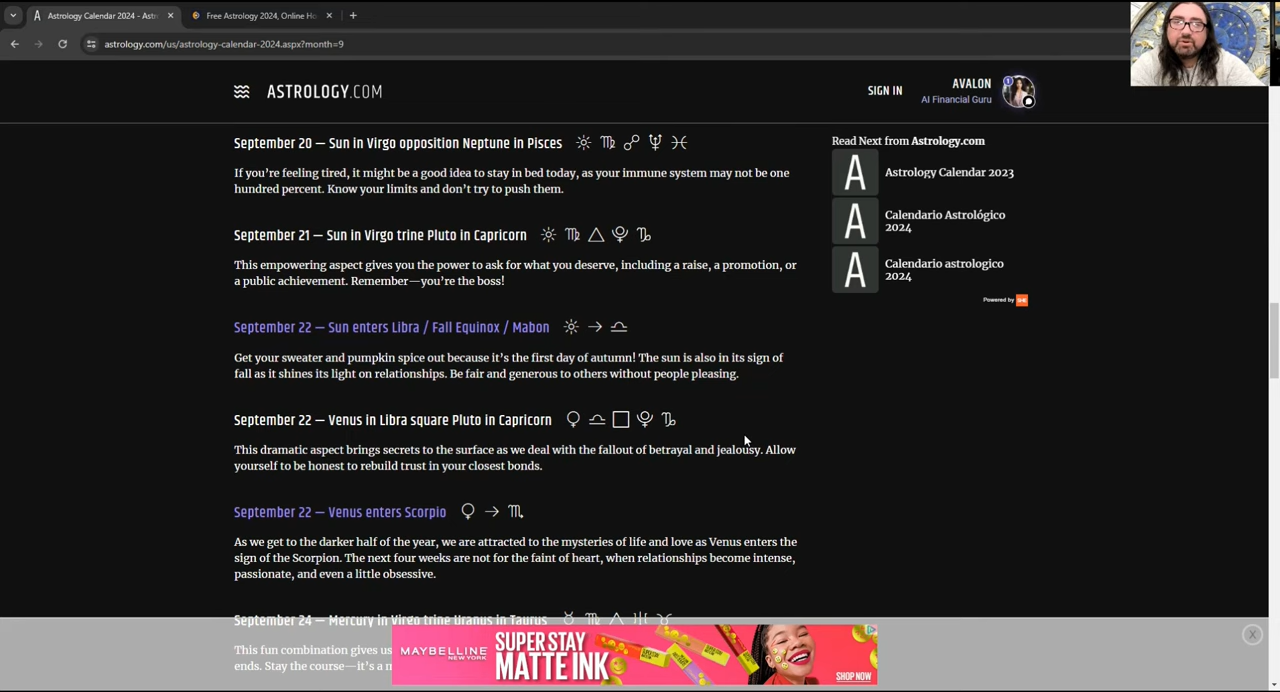 Astrology Calendar 2024 - Astr
Free Astrology 2024, Online Ho
astrology.com/us/astrology-calendar-2024.aspx?month=9
ASTROLOGY.COM
SIGN IN
AVALON
AI Financial Guru
September 20 – Sun in Virgo opposition Neptune in Pisces
If you're feeling tired, it might be a good idea to stay in bed today, as your immune system may not be one
hundred percent. Know your limits and don't try to push them.
September 21 – Sun in Virgo trine Pluto in Capricorn
This empowering aspect gives you the power to ask for what you deserve, including a raise, a promotion, or
a public achievement. Remember—you're the boss!
September 22 – Sun enters Libra / Fall Equinox / Mabon
Get your sweater and pumpkin spice out because it's the first day of autumn! The sun is also in its sign of
fall as it shines its light on relationships. Be fair and generous to others without people pleasing.
September 22 – Venus in Libra square Pluto in Capricorn
This dramatic aspect brings secrets to the surface as we deal with the fallout of betrayal and jealousy. Allow
yourself to be honest to rebuild trust in your closest bonds.
September 22 – Venus enters Scorpio
As we get to the darker half of the year, we are attracted to the mysteries of life and love as Venus enters the
sign of the Scorpion. The next four weeks are not for the faint of heart, when relationships become intense,
passionate, and even a little obsessive.
September 24 – Mercury in Virgo trine Uranus in Taurus
This fun combination gives us
ends. Stay the course—it's a m
Read Next from Astrology.com
A
Astrology Calendar 2023
A
Calendario Astrológico
2024
A
Calendario astrologico
2024
Powered by
MAYBELLINE
NEW YORK
SUPER STAY
MATTE INK
SHOP NOW